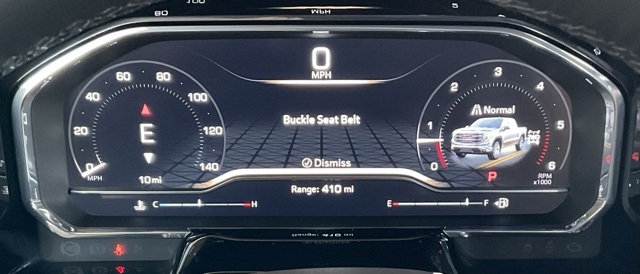 0
MPH
60 80
40 100
20 120
0 140
MPH
E
10 mi
Buckle Seat Belt
Dismiss
Range: 410 mi
C H
E F
Normal
0 1 2 3 4 5 6
P
RPM
x1000